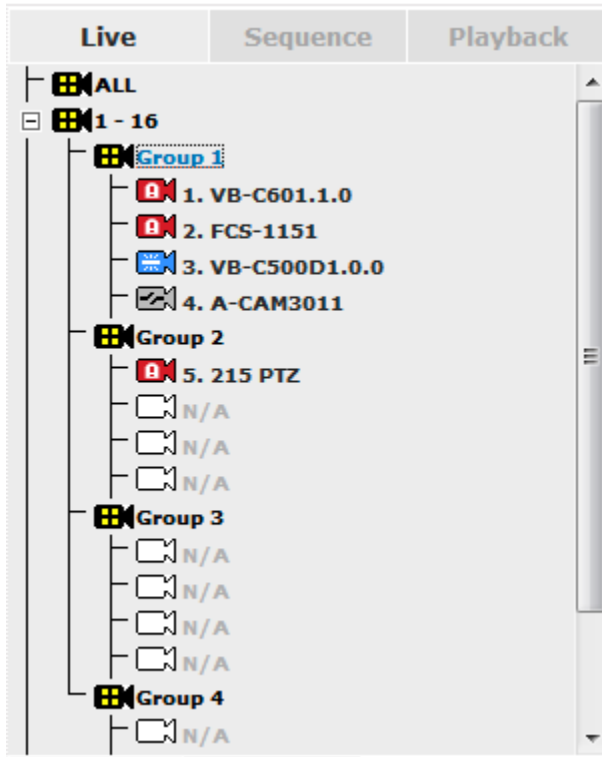 Live Sequence Playback
ALL
1 - 16
Group 1
1. VB-C601.1.0
2. FCS-1151
3. VB-C500D1.0.0
4. A-CAM3011
Group 2
5. 215 PTZ
N/A
N/A
N/A
Group 3
N/A
N/A
N/A
N/A
Group 4
N/A